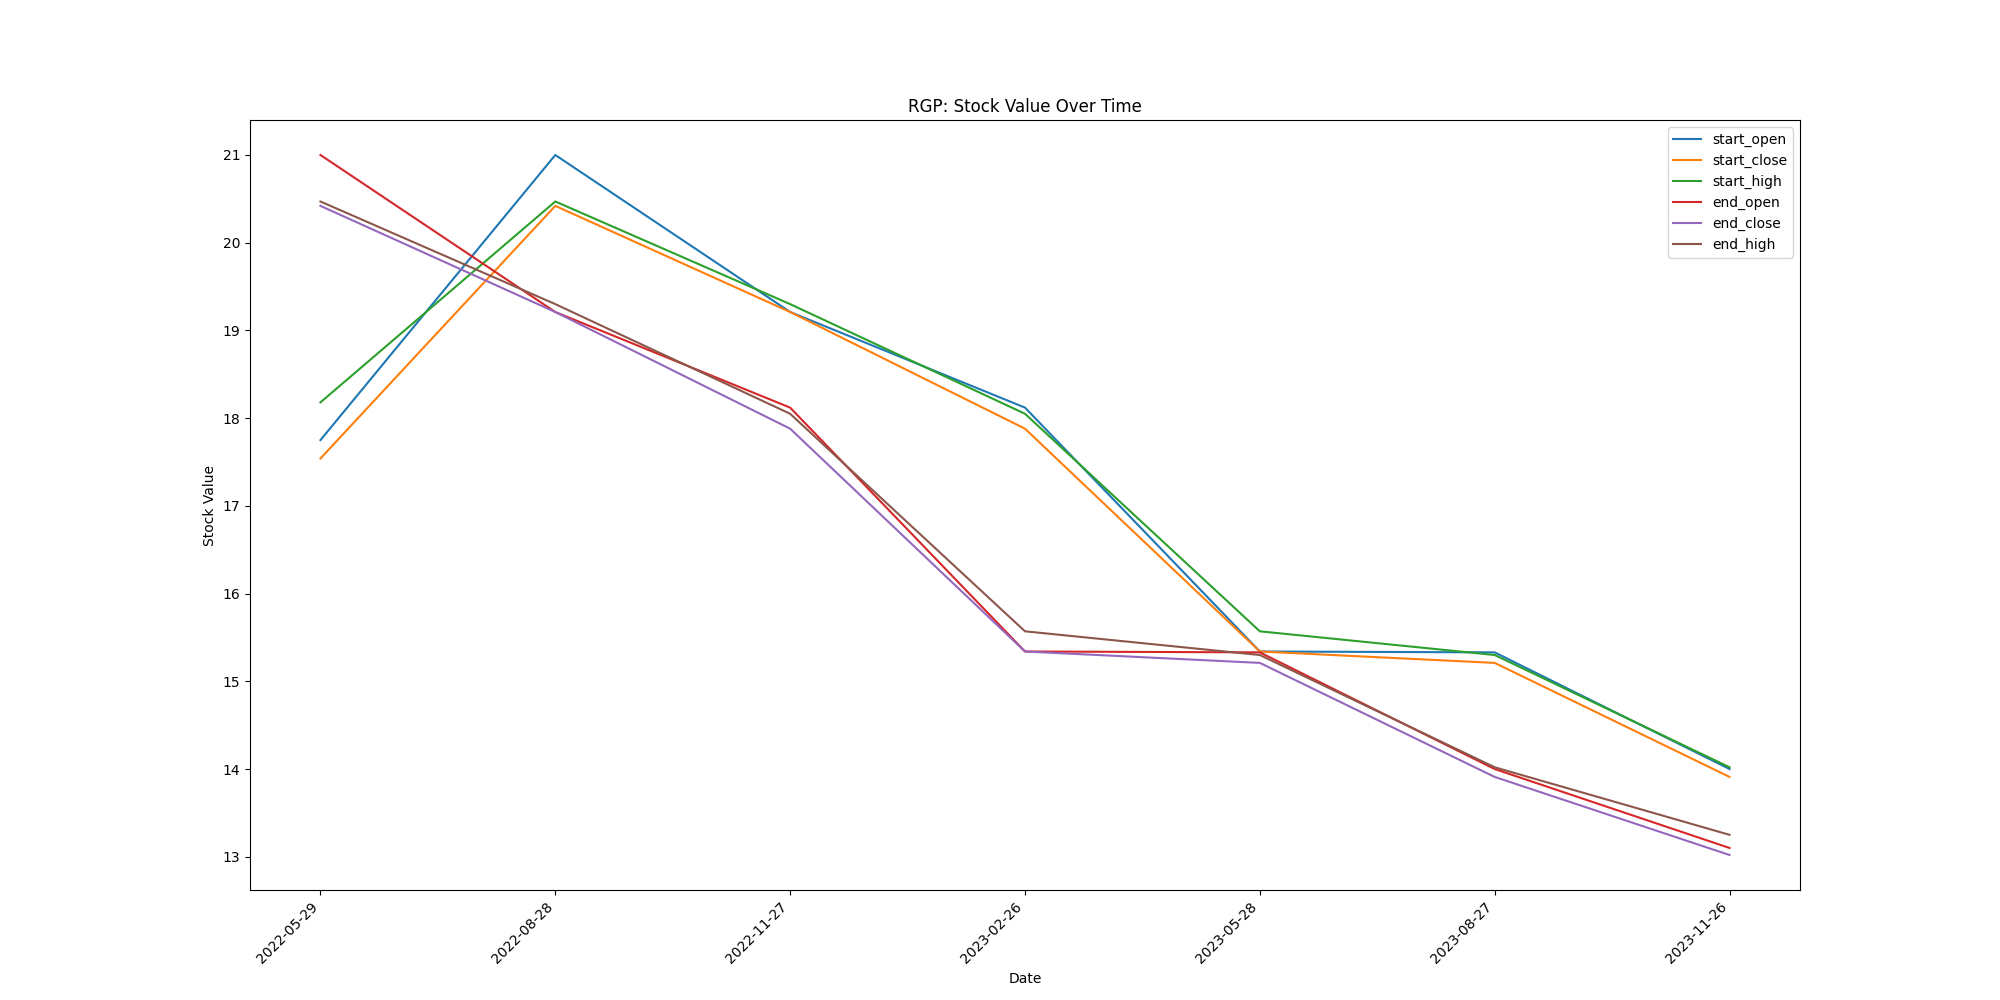 RGP: Stock Value Over Time
start_open
start_close
start_high
end_open
end_close
end_high
Stock Value
21
20
19
18
17
16
15
14
13
2022-05-29
2022-08-28
2022-11-27
2023-02-26
2023-05-28
2023-08-27
2023-11-26
Date